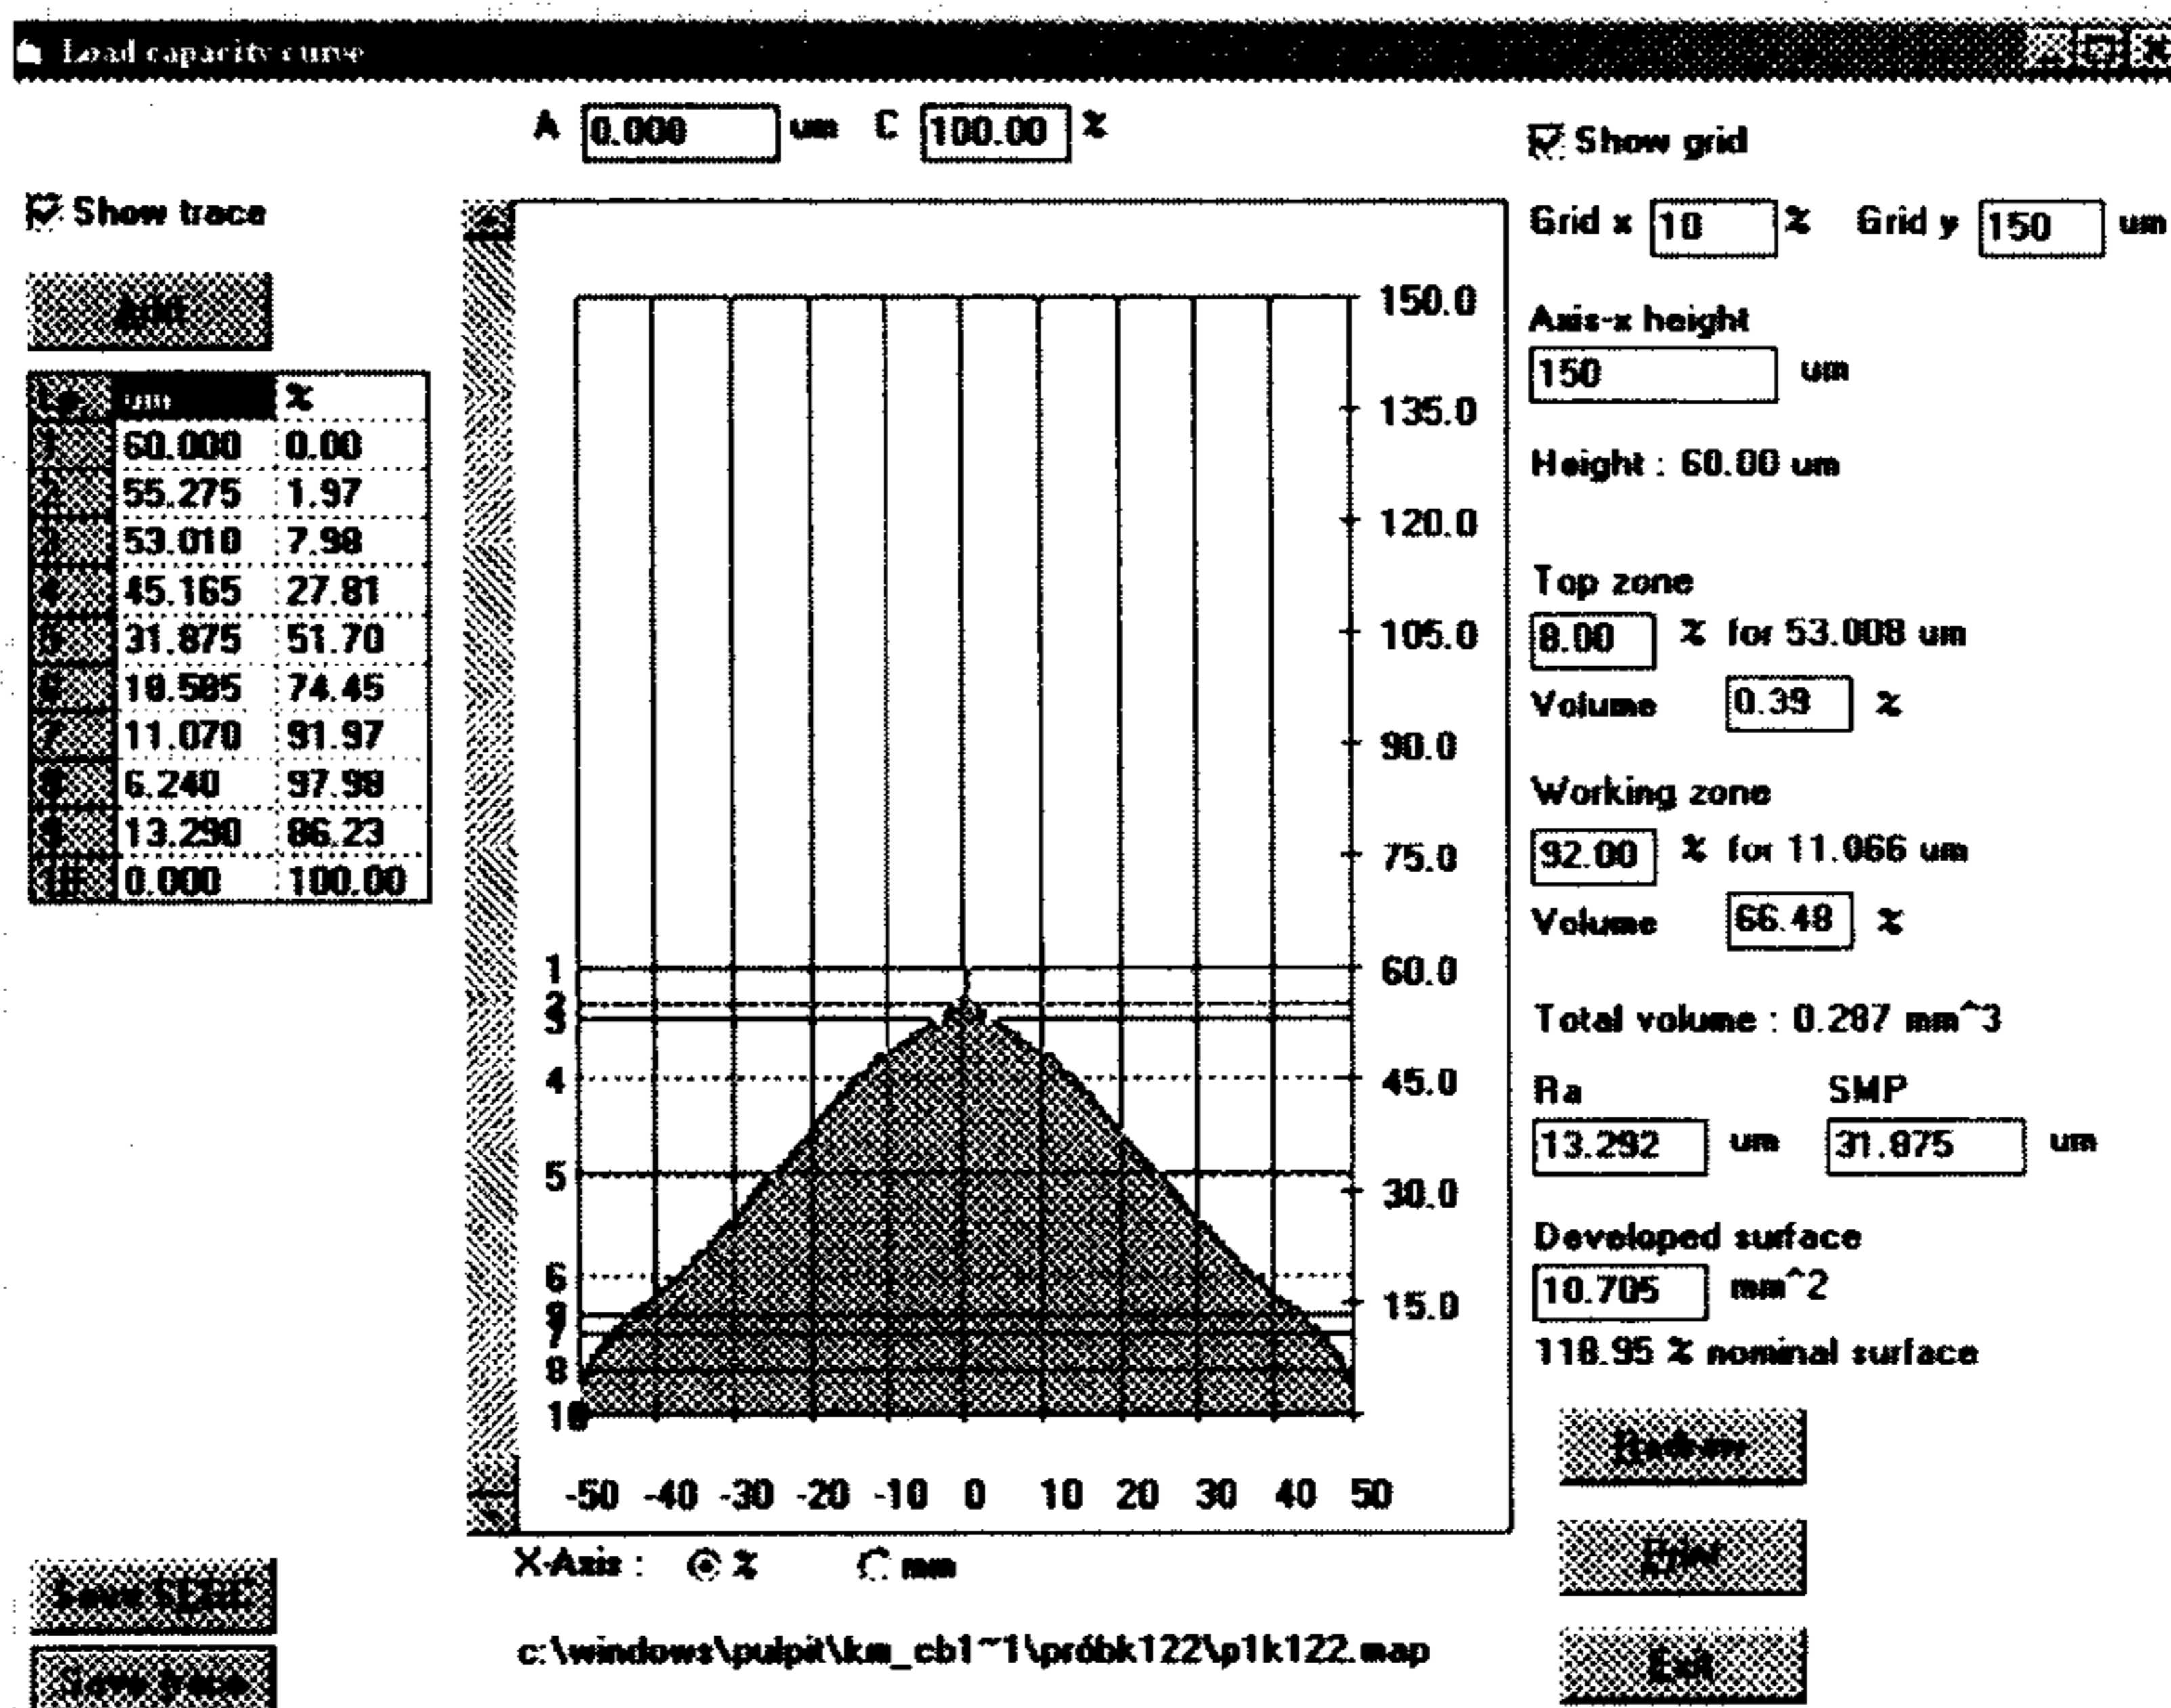 Load capacity curve
A 0.000 um C 100.00 %
Show trace
Add
um %
1 60.000 0.00
2 55.275 1.97
3 53.010 7.98
4 45.165 27.81
5 31.875 51.70
6 18.585 74.45
7 11.070 91.97
8 6.240 97.98
9 13.290 86.23
10 0.000 100.00
Save trace
150.0
135.0
120.0
105.0
90.0
75.0
60.0
45.0
30.0
15.0
1
2
3
4
5
6
9
7
8
10
-50 -40 -30 -20 -10 0 10 20 30 40 50
X-Axis : % mm
c:\windows\pulpit\km_cb1~1\próbk122\p1k122.map
Show grid
Grid x 10 % Grid y 150 um
Axis-x height
150 um
Height : 60.00 um
Top zone
8.00 % for 53.008 um
Volume 0.39 %
Working zone
92.00 % for 11.066 um
Volume 66.48 %
Total volume : 0.287 mm^3
Ra SMP
13.292 um 31.875 um
Developed surface
10.705 mm^2
118.95 % nominal surface
Redraw
Print
Exit